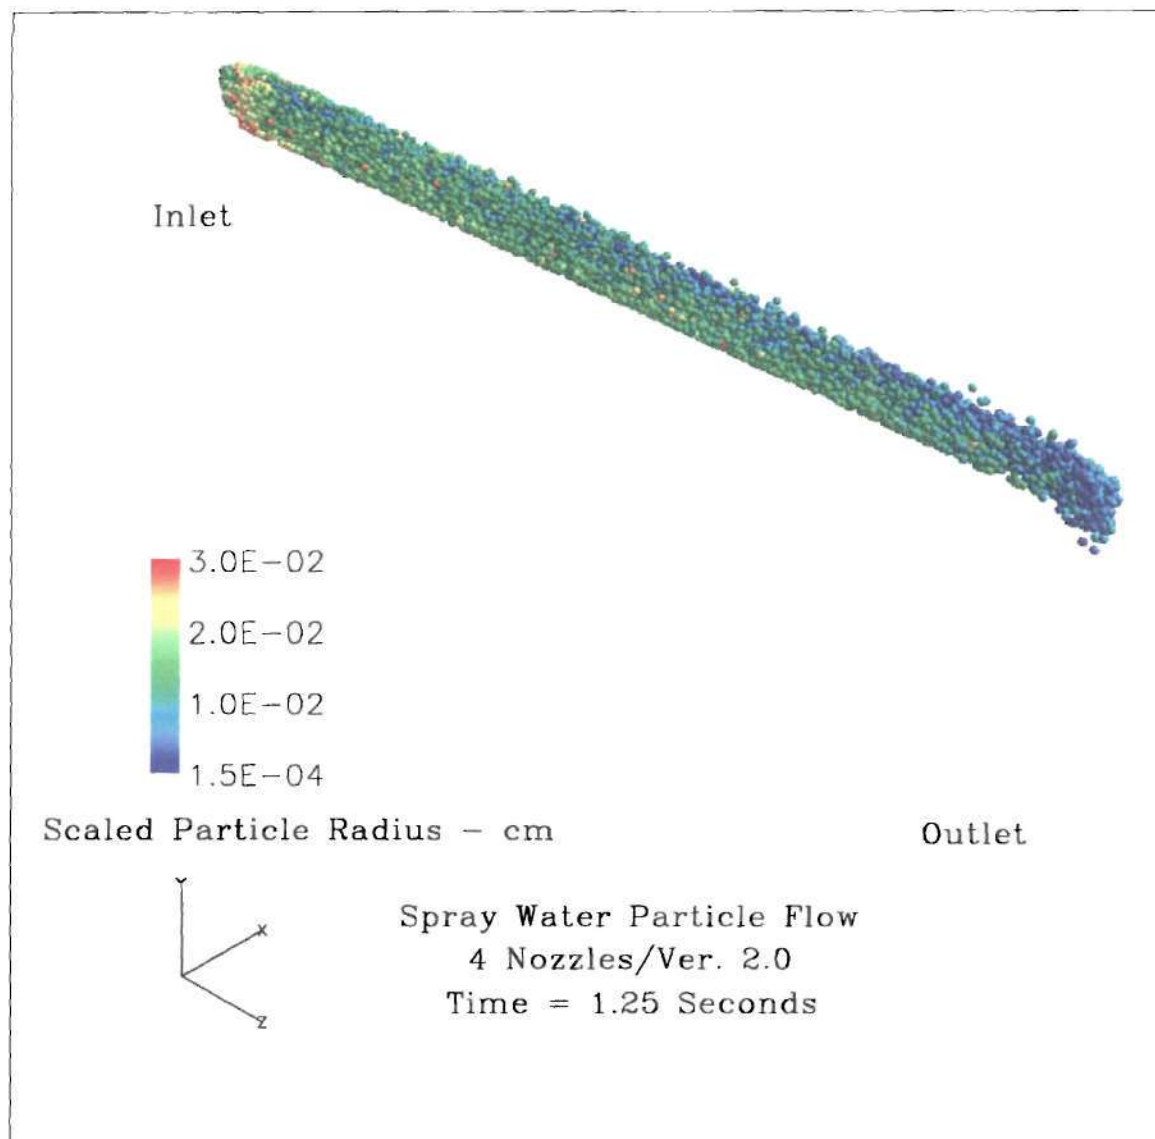 Inlet
3.0E-02
2.0E-02
1.0E-02
1.5E-04
Scaled Particle Radius - cm
Outlet
Y
X
Z
Spray Water Particle Flow
4 Nozzles/Ver. 2.0
Time = 1.25 Seconds